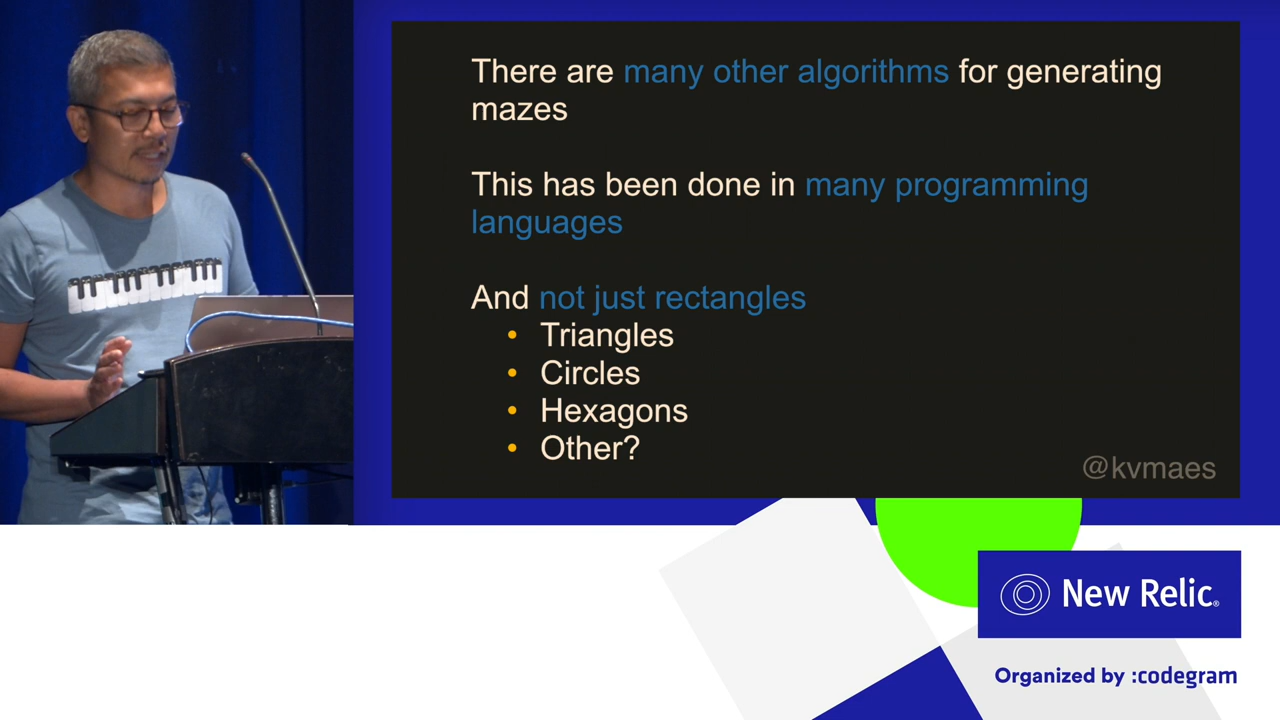 There are many other algorithms for generating
mazes
This has been done in many programming
languages
And not just rectangles
• Triangles
• Circles
• Hexagons
• Other?
@kvmaes
New Relic®
Organized by :codegram